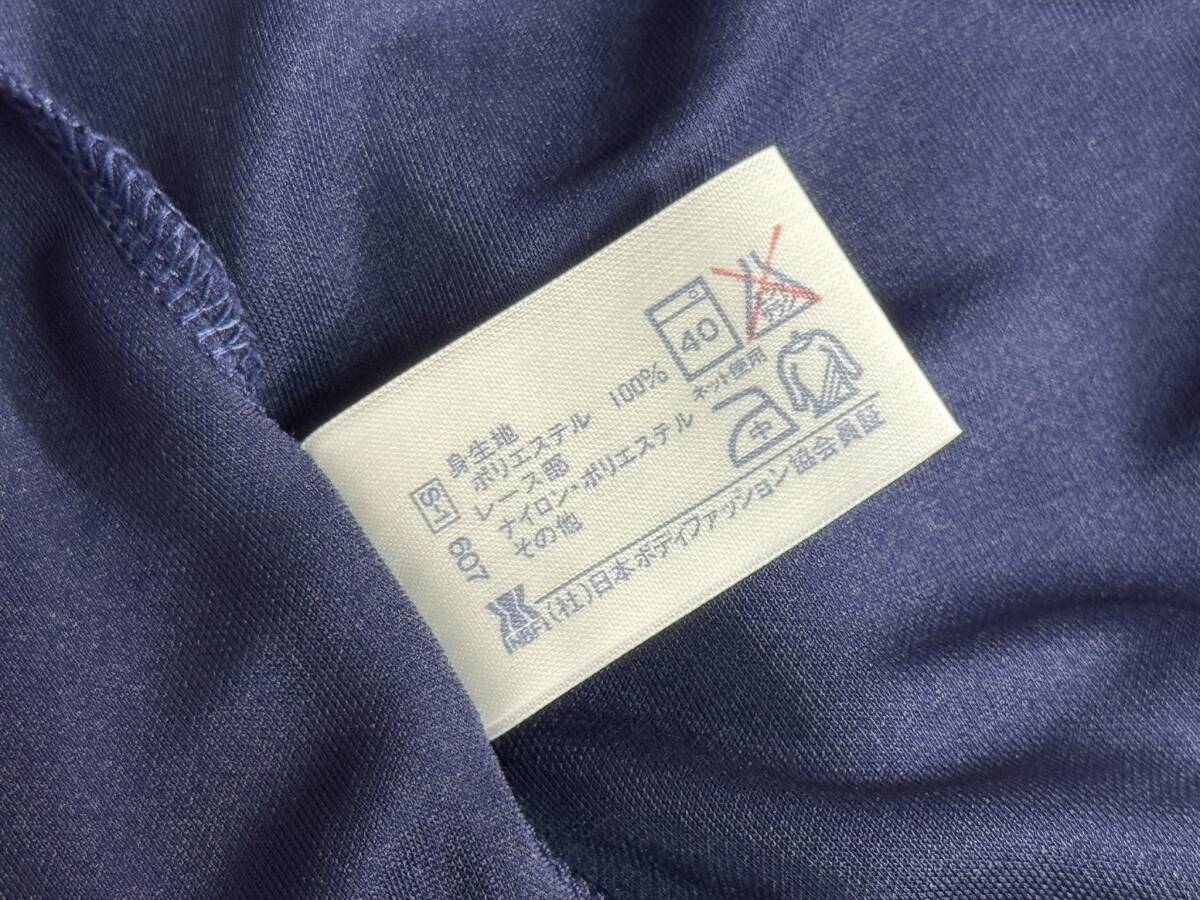 身生地
ポリエステル 100%
レース部
ナイロン・ポリエステル
その他
S-1 607
40
ネット使用
中
NBF (社)日本ボディファッション協会会員証